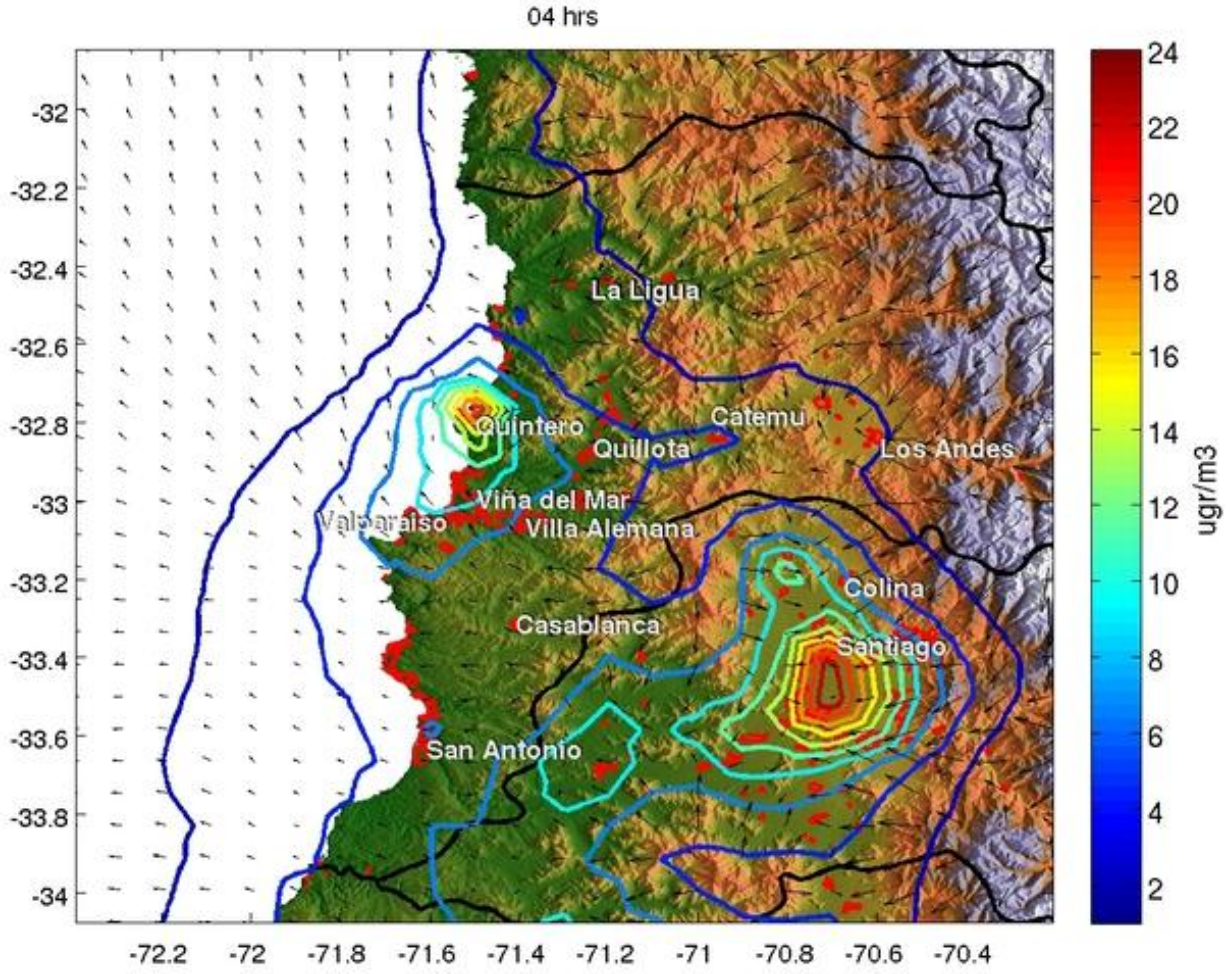 04 hrs
24
-32
22
-32.2
20
-32.4
La Ligua
18
-32.6
16
Catemu
-32.8
Quintero
14
Quillota
Los Andes
-33
Viña del Mar
Valparaiso
Villa Alemana
ugr/m3
12
-33.2
Colina
10
Casablanca
Santiago
-33.4
8
-33.6
San Antonio
6
-33.8
4
-34
2
-72.2 -72 -71.8 -71.6 -71.4 -71.2 -71 -70.8 -70.6 -70.4